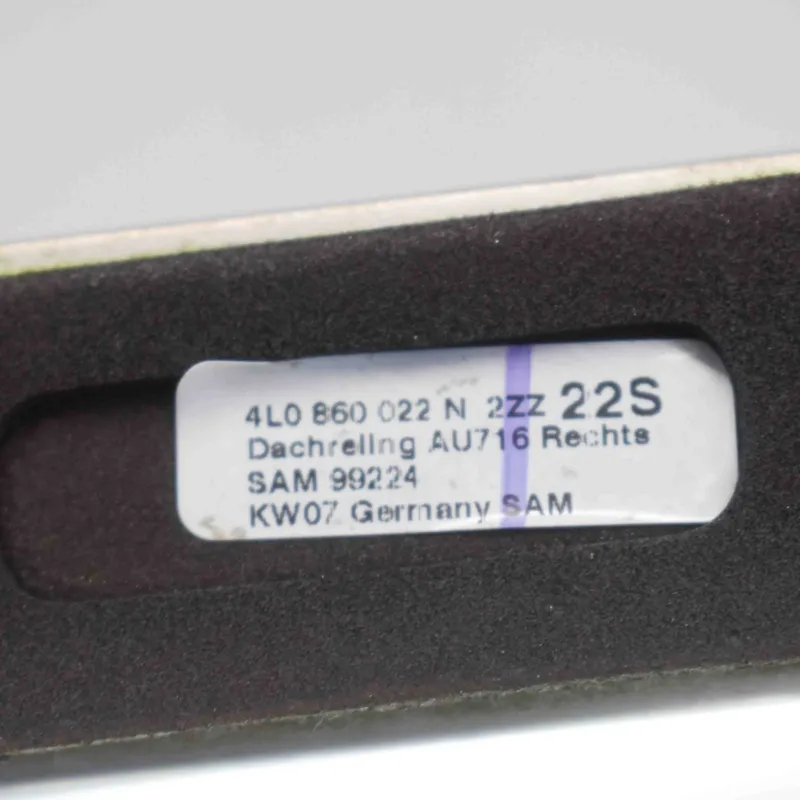 4L0 860 022 N 2ZZ 22S
Dachreling AU716 Rechts
SAM 99224
KW07 Germany SAM